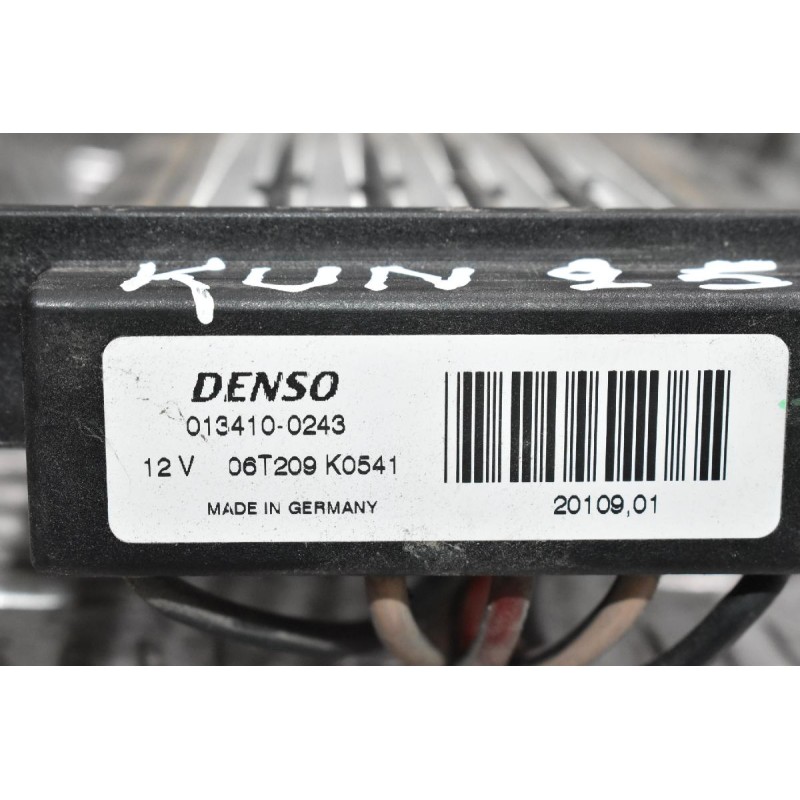 KUN 25
DENSO
013410-0243
12 V 06T209 K0541
MADE IN GERMANY
20109,01